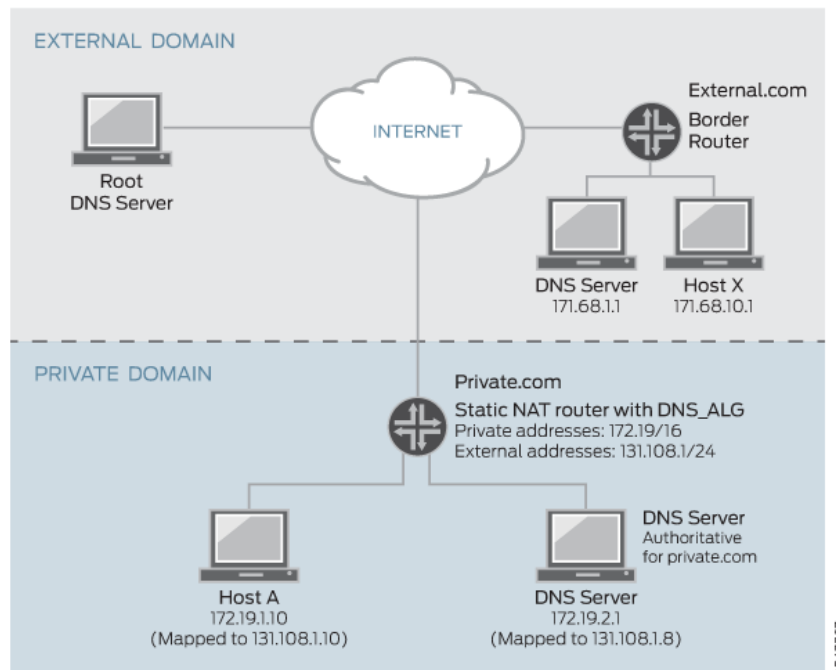 EXTERNAL DOMAIN
INTERNET
External.com
Border
Router
Root
DNS Server
DNS Server
171.68.1.1
Host X
171.68.10.1
PRIVATE DOMAIN
Private.com
Static NAT router with DNS_ALG
Private addresses: 172.19/16
External addresses: 131.108.1/24
Host A
172.19.1.10
(Mapped to 131.108.1.10)
DNS Server
172.19.2.1
(Mapped to 131.108.1.8)
DNS Server
Authoritative
for private.com